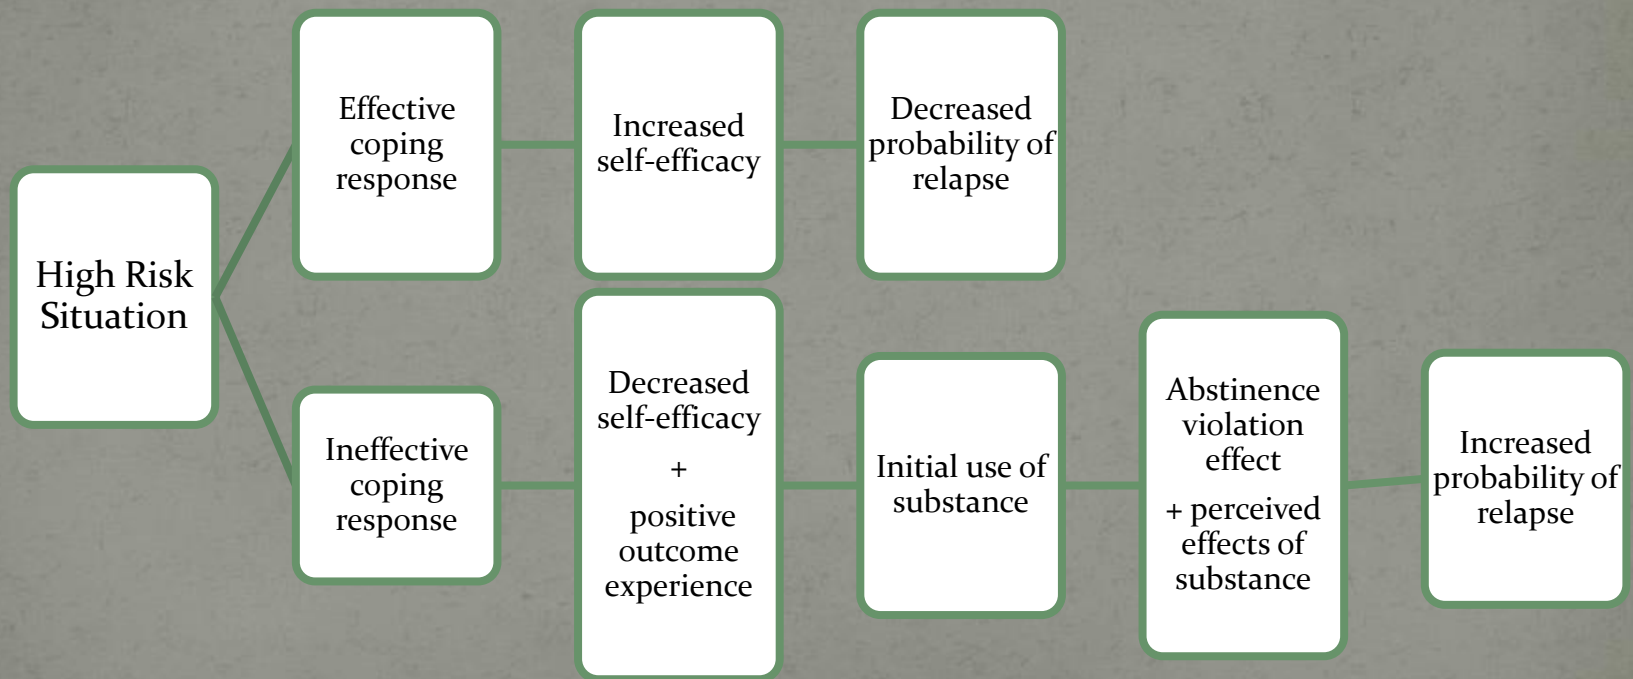 High Risk
Situation
Effective
coping
response
Increased
self-efficacy
Decreased
probability of
relapse
Ineffective
coping
response
Decreased
self-efficacy
+
positive
outcome
experience
Initial use of
substance
Abstinence
violation
effect
+ perceived
effects of
substance
Increased
probability of
relapse